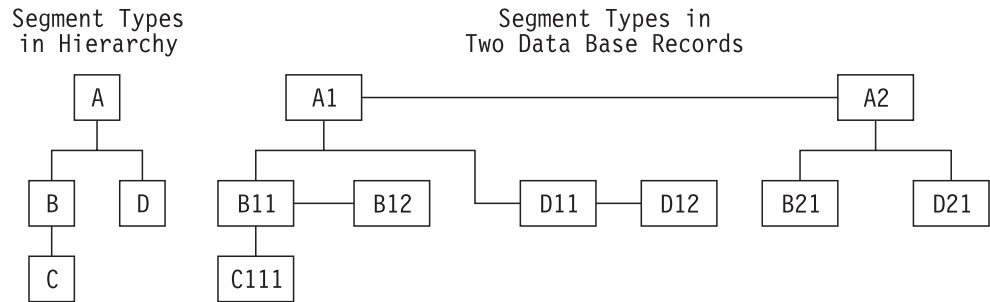 Segment Types
in Hierarchy
Segment Types in
Two Data Base Records
A
A1
A2
B
D
B11
B12
D11
D12
B21
D21
C
C111